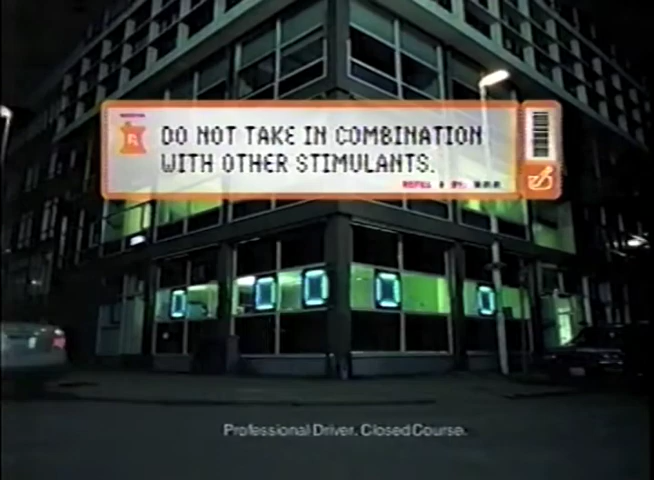 DO NOT TAKE IN COMBINATION
WITH OTHER STIMULANTS.
Professional Driver. Closed Course.